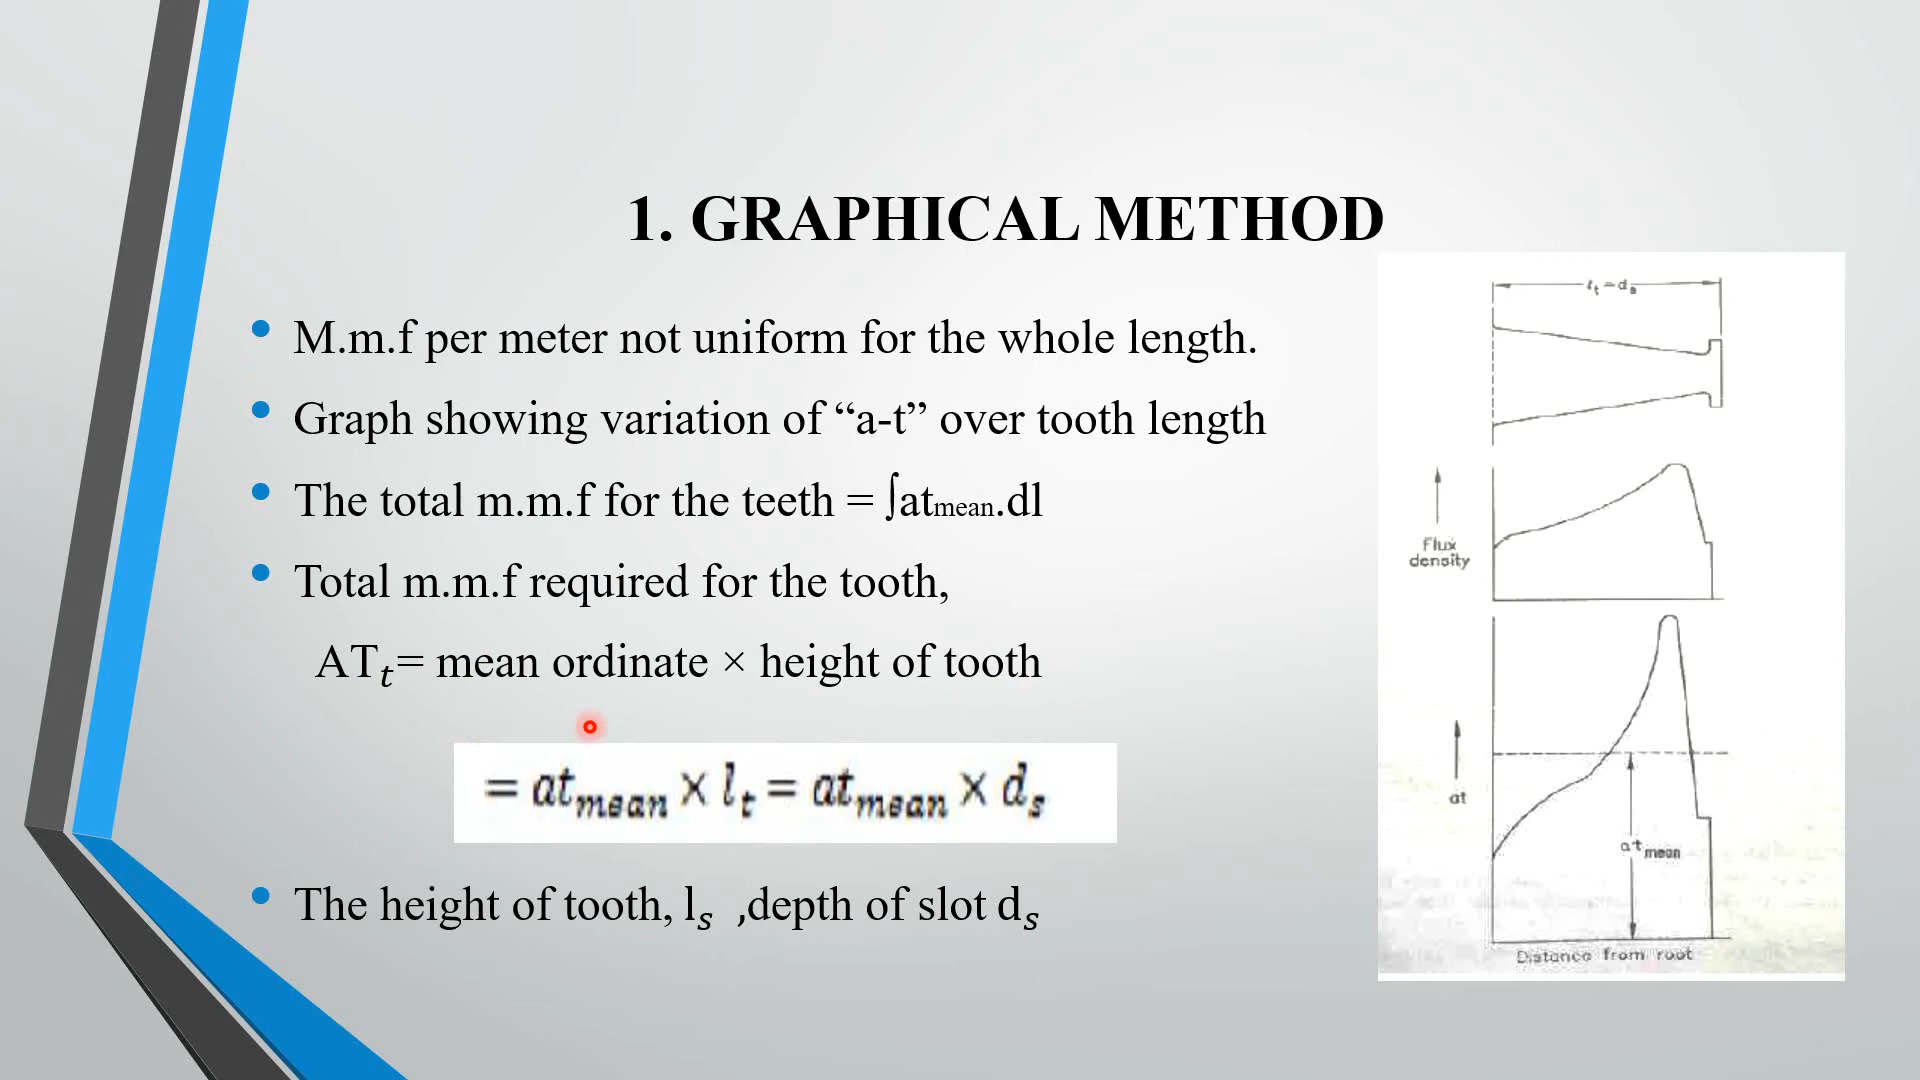 1. GRAPHICAL METHOD
• M.m.f per meter not uniform for the whole length.
• Graph showing variation of “a-t” over tooth length
• The total m.m.f for the teeth = ∫atmean.dl
• Total m.m.f required for the tooth,
ATₜ= mean ordinate × height of tooth
= atmean × lₜ = atmean × dₛ
• The height of tooth, lₛ ,depth of slot dₛ
lₜ=dₛ
Flux
density
at
atmean
Distance from root